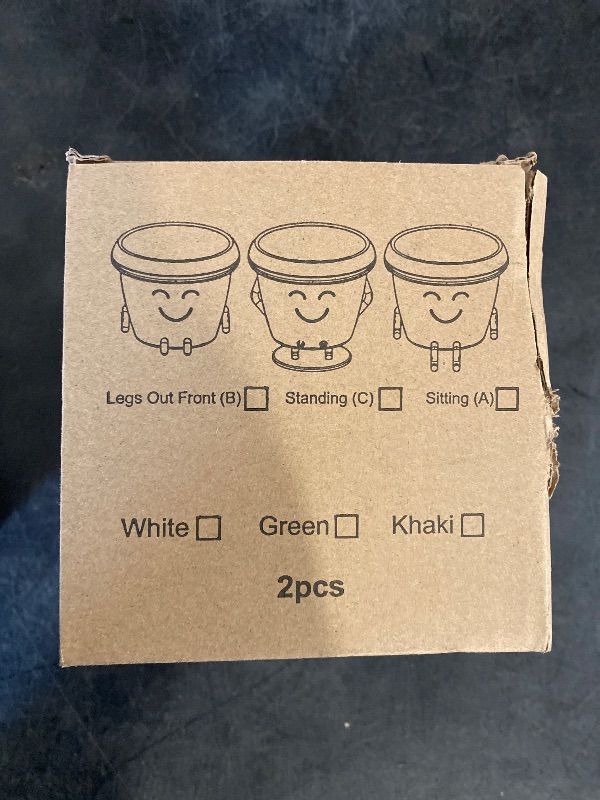 Legs Out Front (B) Standing (C) Sitting (A)
White Green Khaki
2pcs